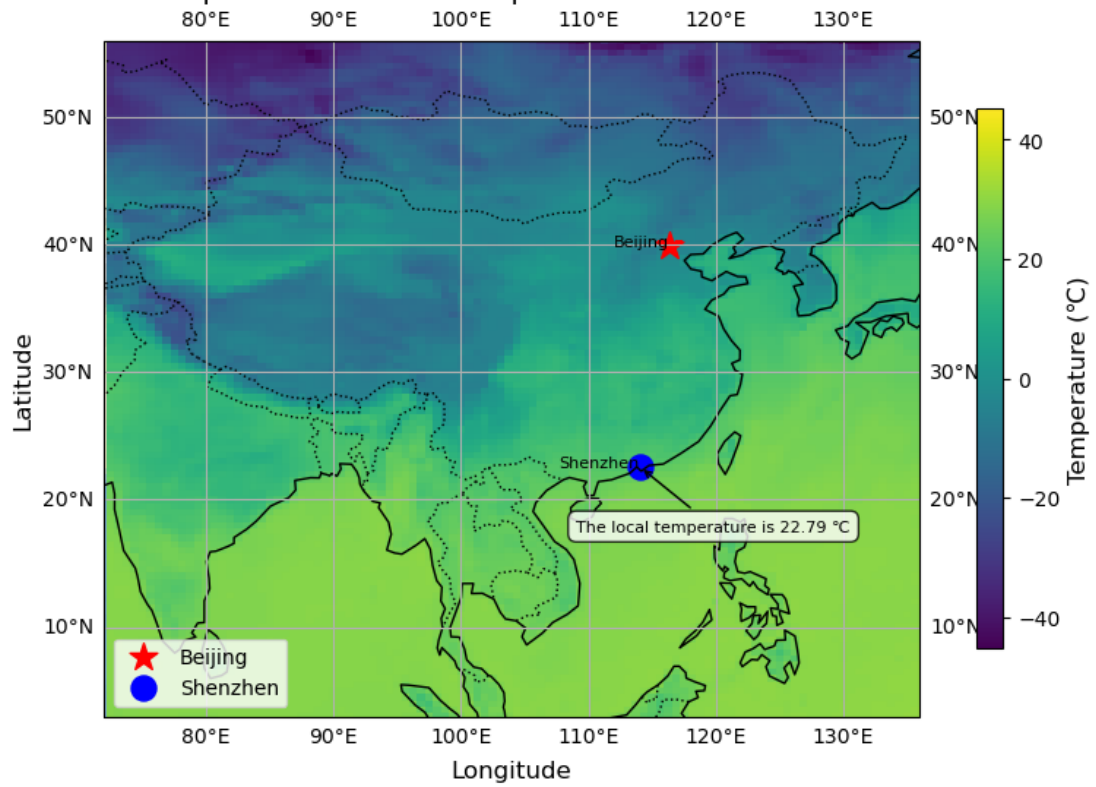 80°E 90°E 100°E 110°E 120°E 130°E
50°N 50°N
40°N 40°N
30°N 30°N
20°N 20°N
10°N 10°N
Beijing
Shenzhen
The local temperature is 22.79 ℃
Beijing
Shenzhen
80°E 90°E 100°E 110°E 120°E 130°E
Longitude
Latitude
40
20
0
−20
−40
Temperature (℃)